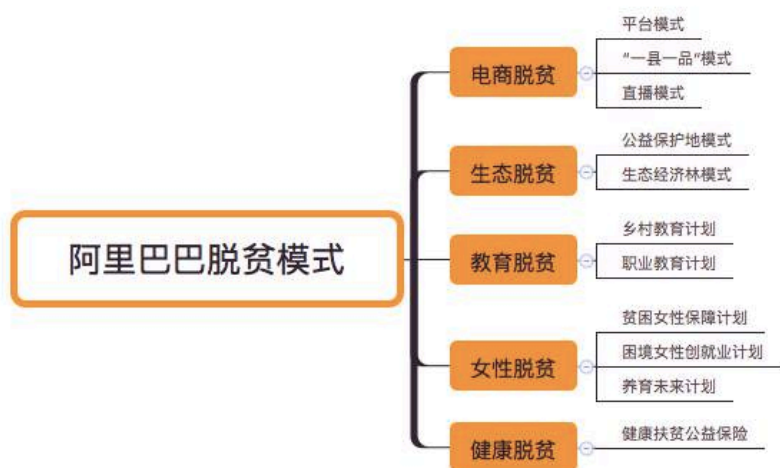 阿里巴巴脱贫模式
电商脱贫
平台模式
“一县一品”模式
直播模式
生态脱贫
公益保护地模式
生态经济林模式
教育脱贫
乡村教育计划
职业教育计划
女性脱贫
贫困女性保障计划
困境女性创就业计划
养育未来计划
健康脱贫
健康扶贫公益保险